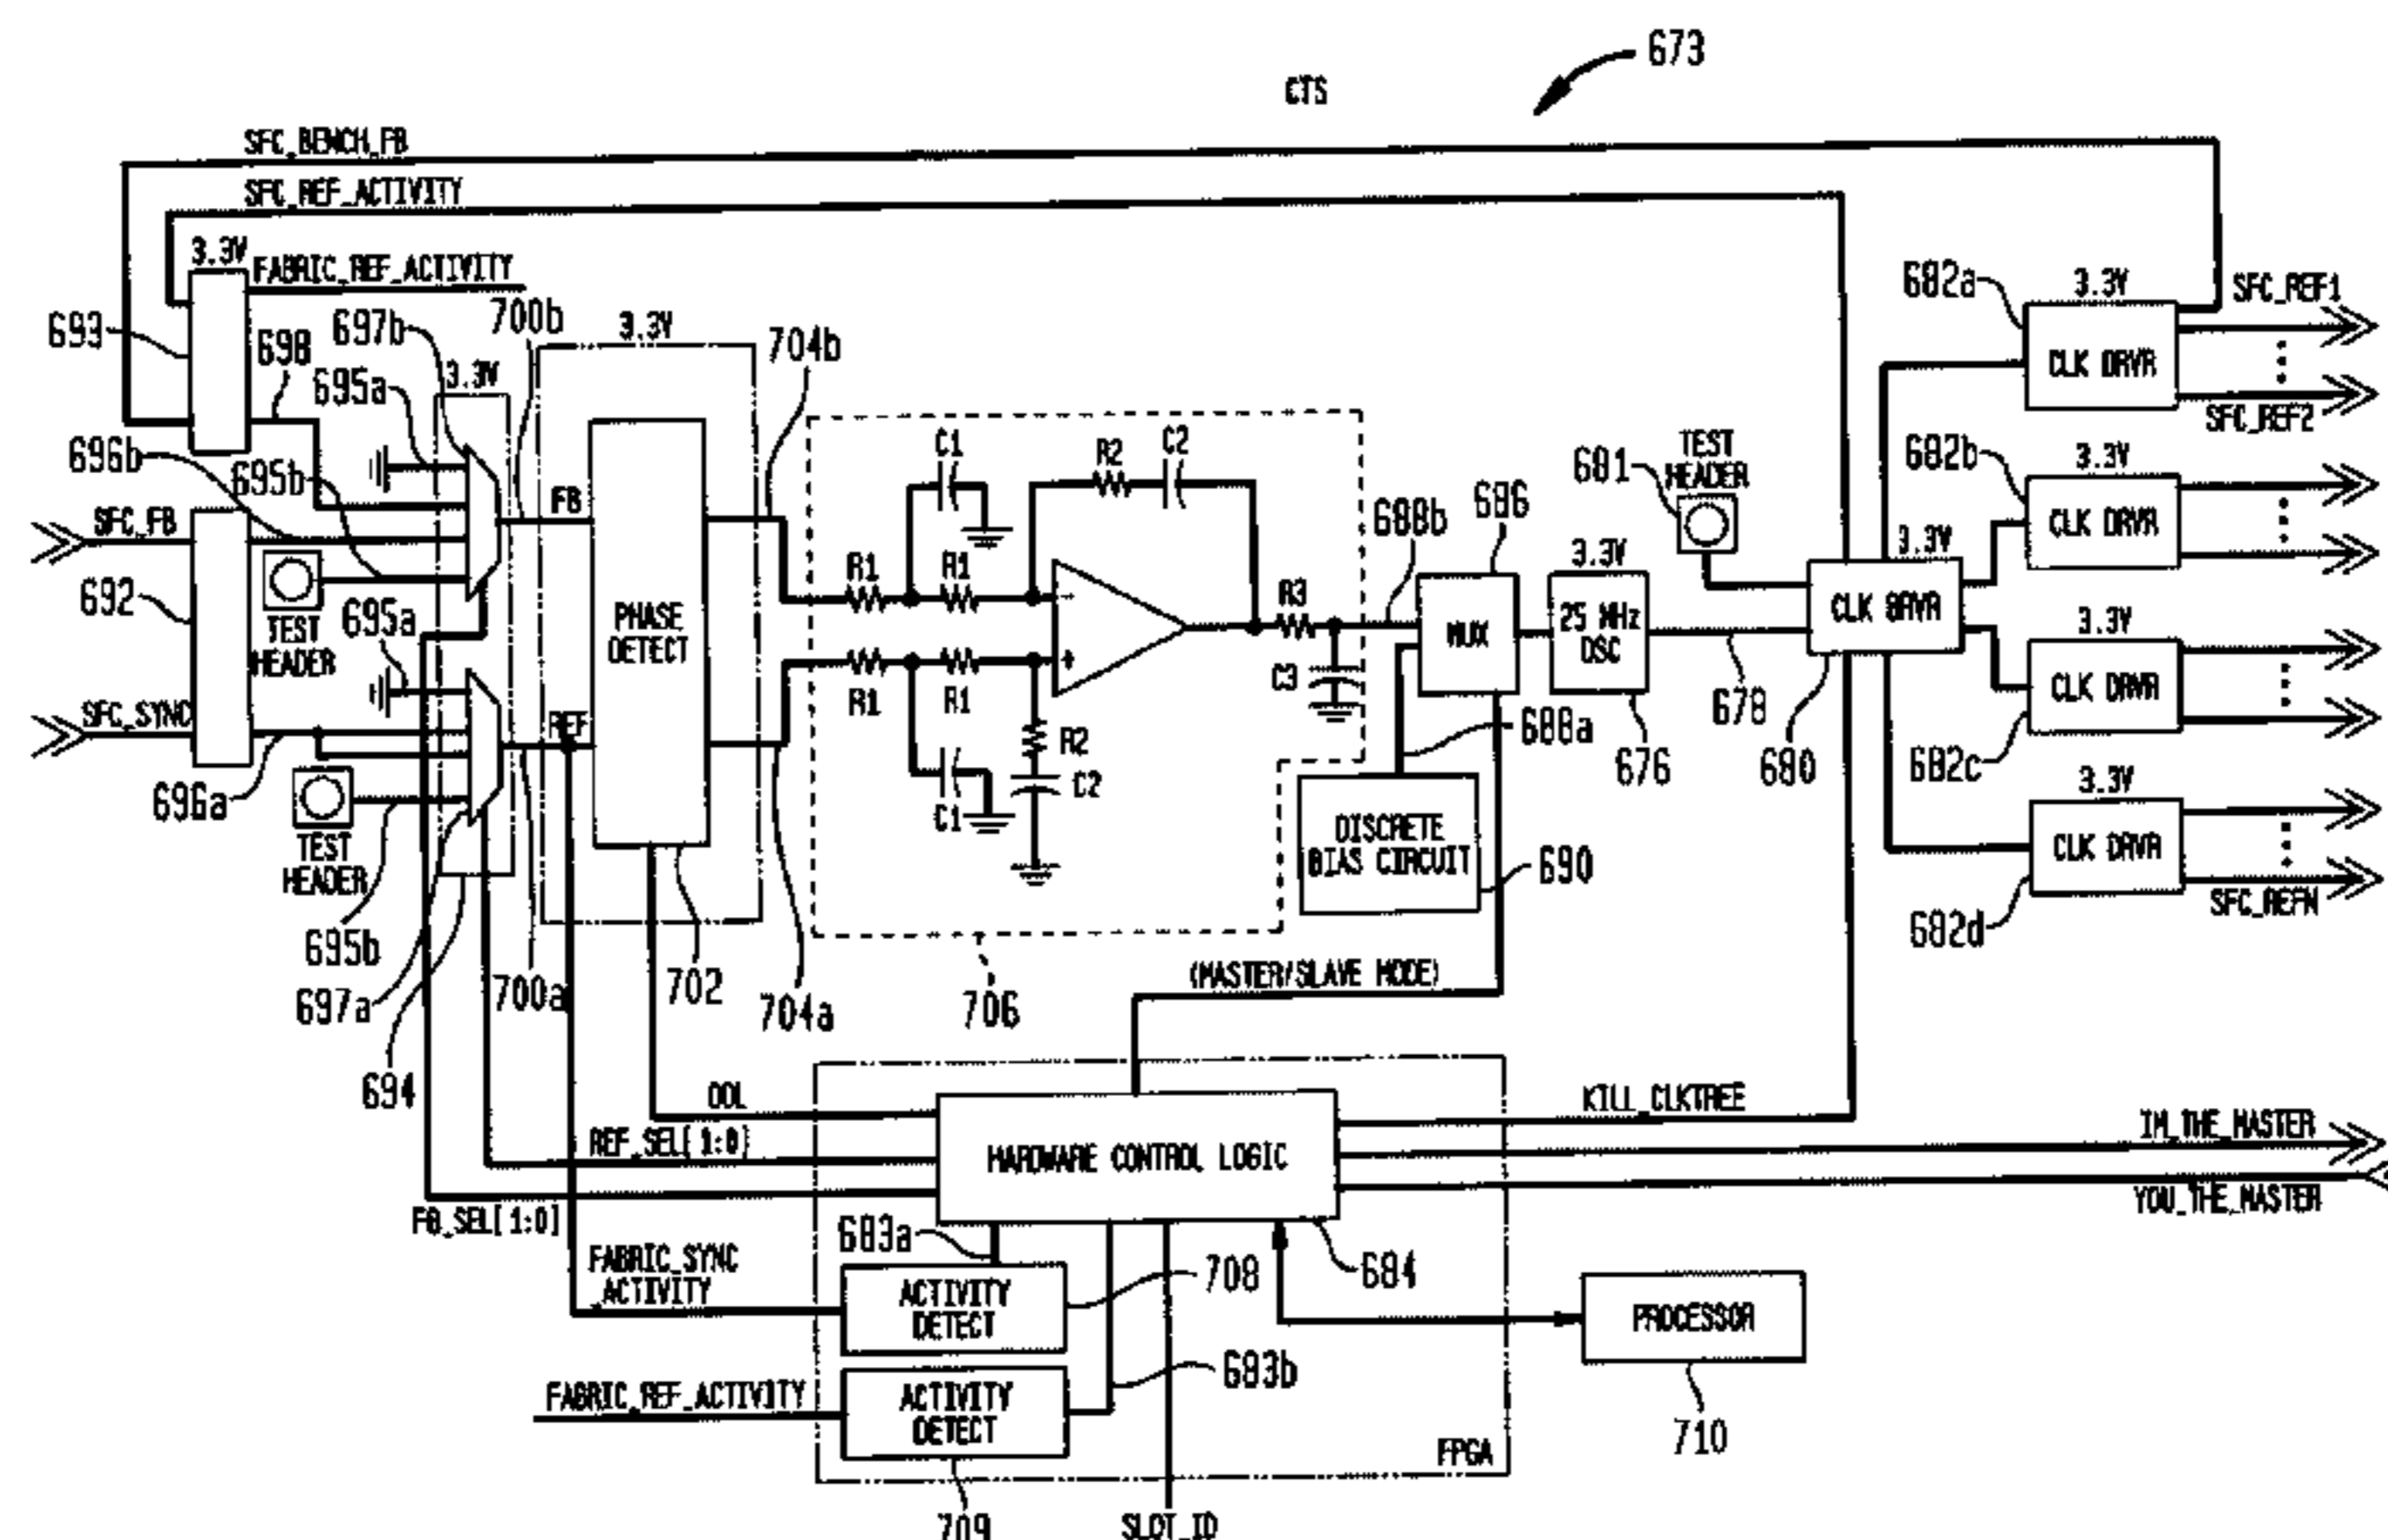 673
CTS
SFC_BENCH_FB
SFC_REF_ACTIVITY
3.3V
FABRIC_REF_ACTIVITY
693
698
697b
700b
3.3V
695a
3.3V
704b
682a
3.3V
SFC_REF1
CLK DRVR
SFC_REF2
696b
695b
SFC_FB
FB
C1
R2
C2
688b
686
681
TEST
HEADER
682b
3.3V
CLK DRVR
692
TEST
HEADER
695a
PHASE
DETECT
R1
R1
R3
MUX
3.3V
25 MHz
OSC
3.3V
CLK DRVR
3.3V
CLK DRVR
SFC_SYNC
REF
R1
R1
R2
C3
688a
678
676
680
682c
696a
C1
C2
3.3V
CLK DRVR
TEST
HEADER
DISCRETE
BIAS CIRCUIT
690
SFC_REFN
682d
695b
697a
700a
702
704a
706
(MASTER/SLAVE MODE)
694
OOL
KILL_CLKTREE
REF_SEL[1:0]
HARDWARE CONTROL LOGIC
IM_THE_MASTER
YOU_THE_MASTER
FB_SEL[1:0]
683a
FABRIC_SYNC
_ACTIVITY
ACTIVITY
DETECT
708
684
PROCESSOR
683b
FABRIC_REF_ACTIVITY
ACTIVITY
DETECT
FPGA
710
709
SLOT_ID